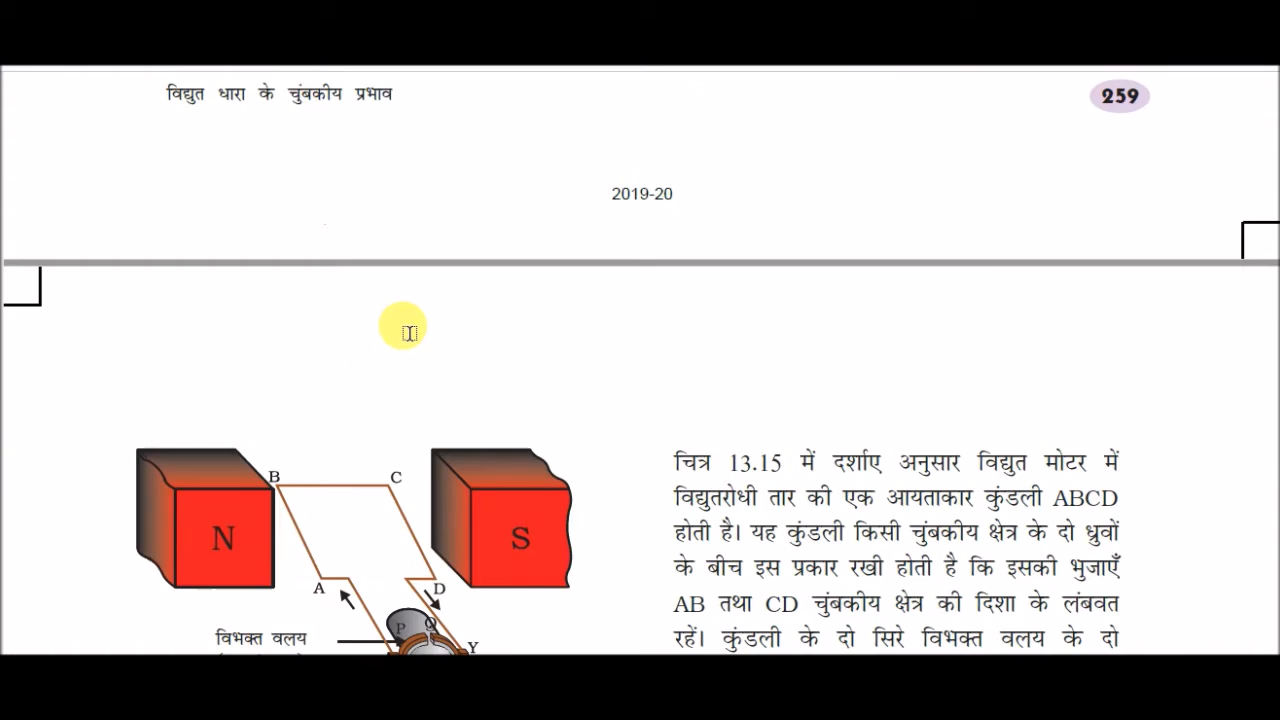 विद्युत धारा के चुंबकीय प्रभाव
259
2019-20
B
C
N
S
A
D
P
Q
विभक्त वलय
Y
चित्र 13.15 में दर्शाए अनुसार विद्युत मोटर में
विद्युतरोधी तार की एक आयताकार कुंडली ABCD
होती है। यह कुंडली किसी चुंबकीय क्षेत्र के दो ध्रुवों
के बीच इस प्रकार रखी होती है कि इसकी भुजाएँ
AB तथा CD चुंबकीय क्षेत्र की दिशा के लंबवत
रहें। कुंडली के दो सिरे विभक्त वलय के दो